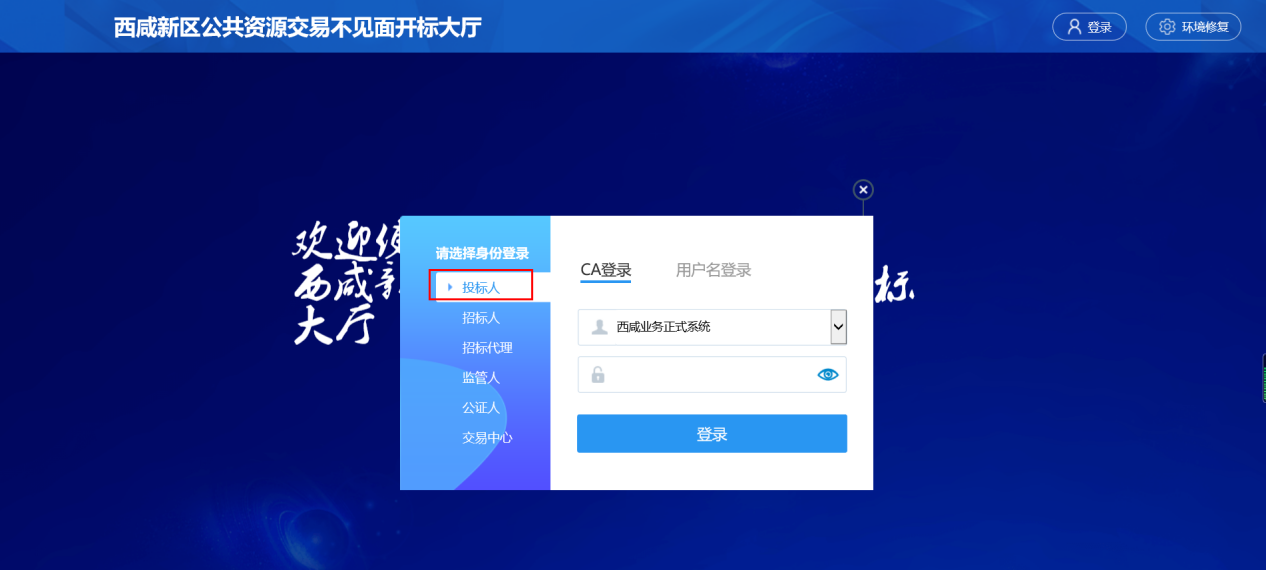 西咸新区公共资源交易不见面开标大厅
登录
环境修复
欢迎使
西咸新
标
大厅
请选择身份登录
投标人
招标人
招标代理
监管人
公证人
交易中心
CA登录
用户名登录
西咸业务正式系统
登录